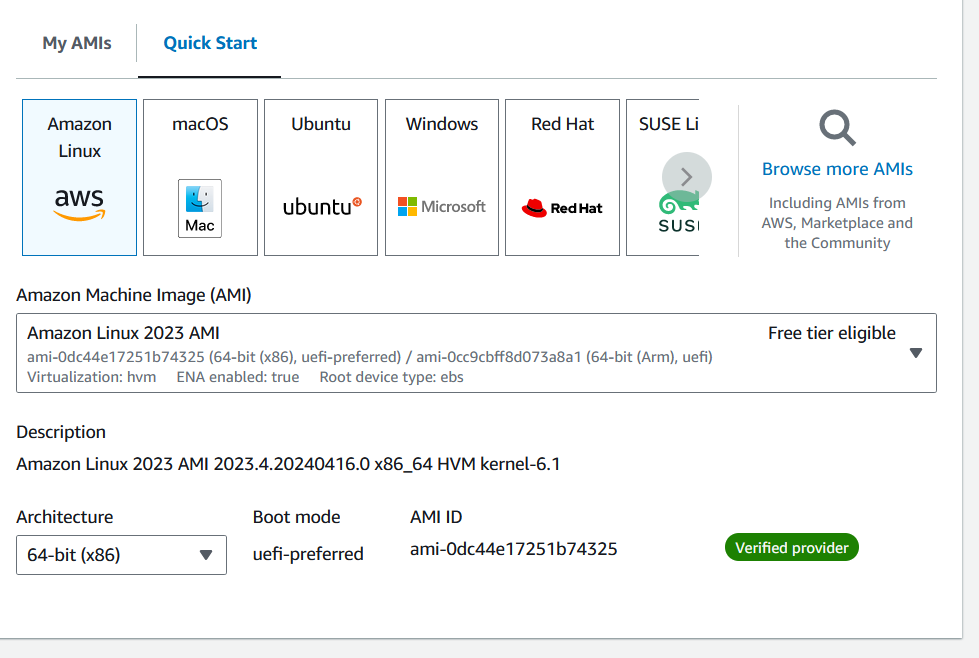 My AMIs
Quick Start
Amazon
Linux
aws
macOS
Mac
Ubuntu
ubuntu
Windows
Microsoft
Red Hat
Red Hat
SUSE Li
SUS
Browse more AMIs
Including AMIs from
AWS, Marketplace and
the Community
Amazon Machine Image (AMI)
Amazon Linux 2023 AMI
Free tier eligible
ami-0dc44e17251b74325 (64-bit (x86), uefi-preferred) / ami-0cc9cbff8d073a8a1 (64-bit (Arm), uefi)
Virtualization: hvm ENA enabled: true Root device type: ebs
Description
Amazon Linux 2023 AMI 2023.4.20240416.0 x86_64 HVM kernel-6.1
Architecture
Boot mode
AMI ID
64-bit (x86)
uefi-preferred
ami-0dc44e17251b74325
Verified provider